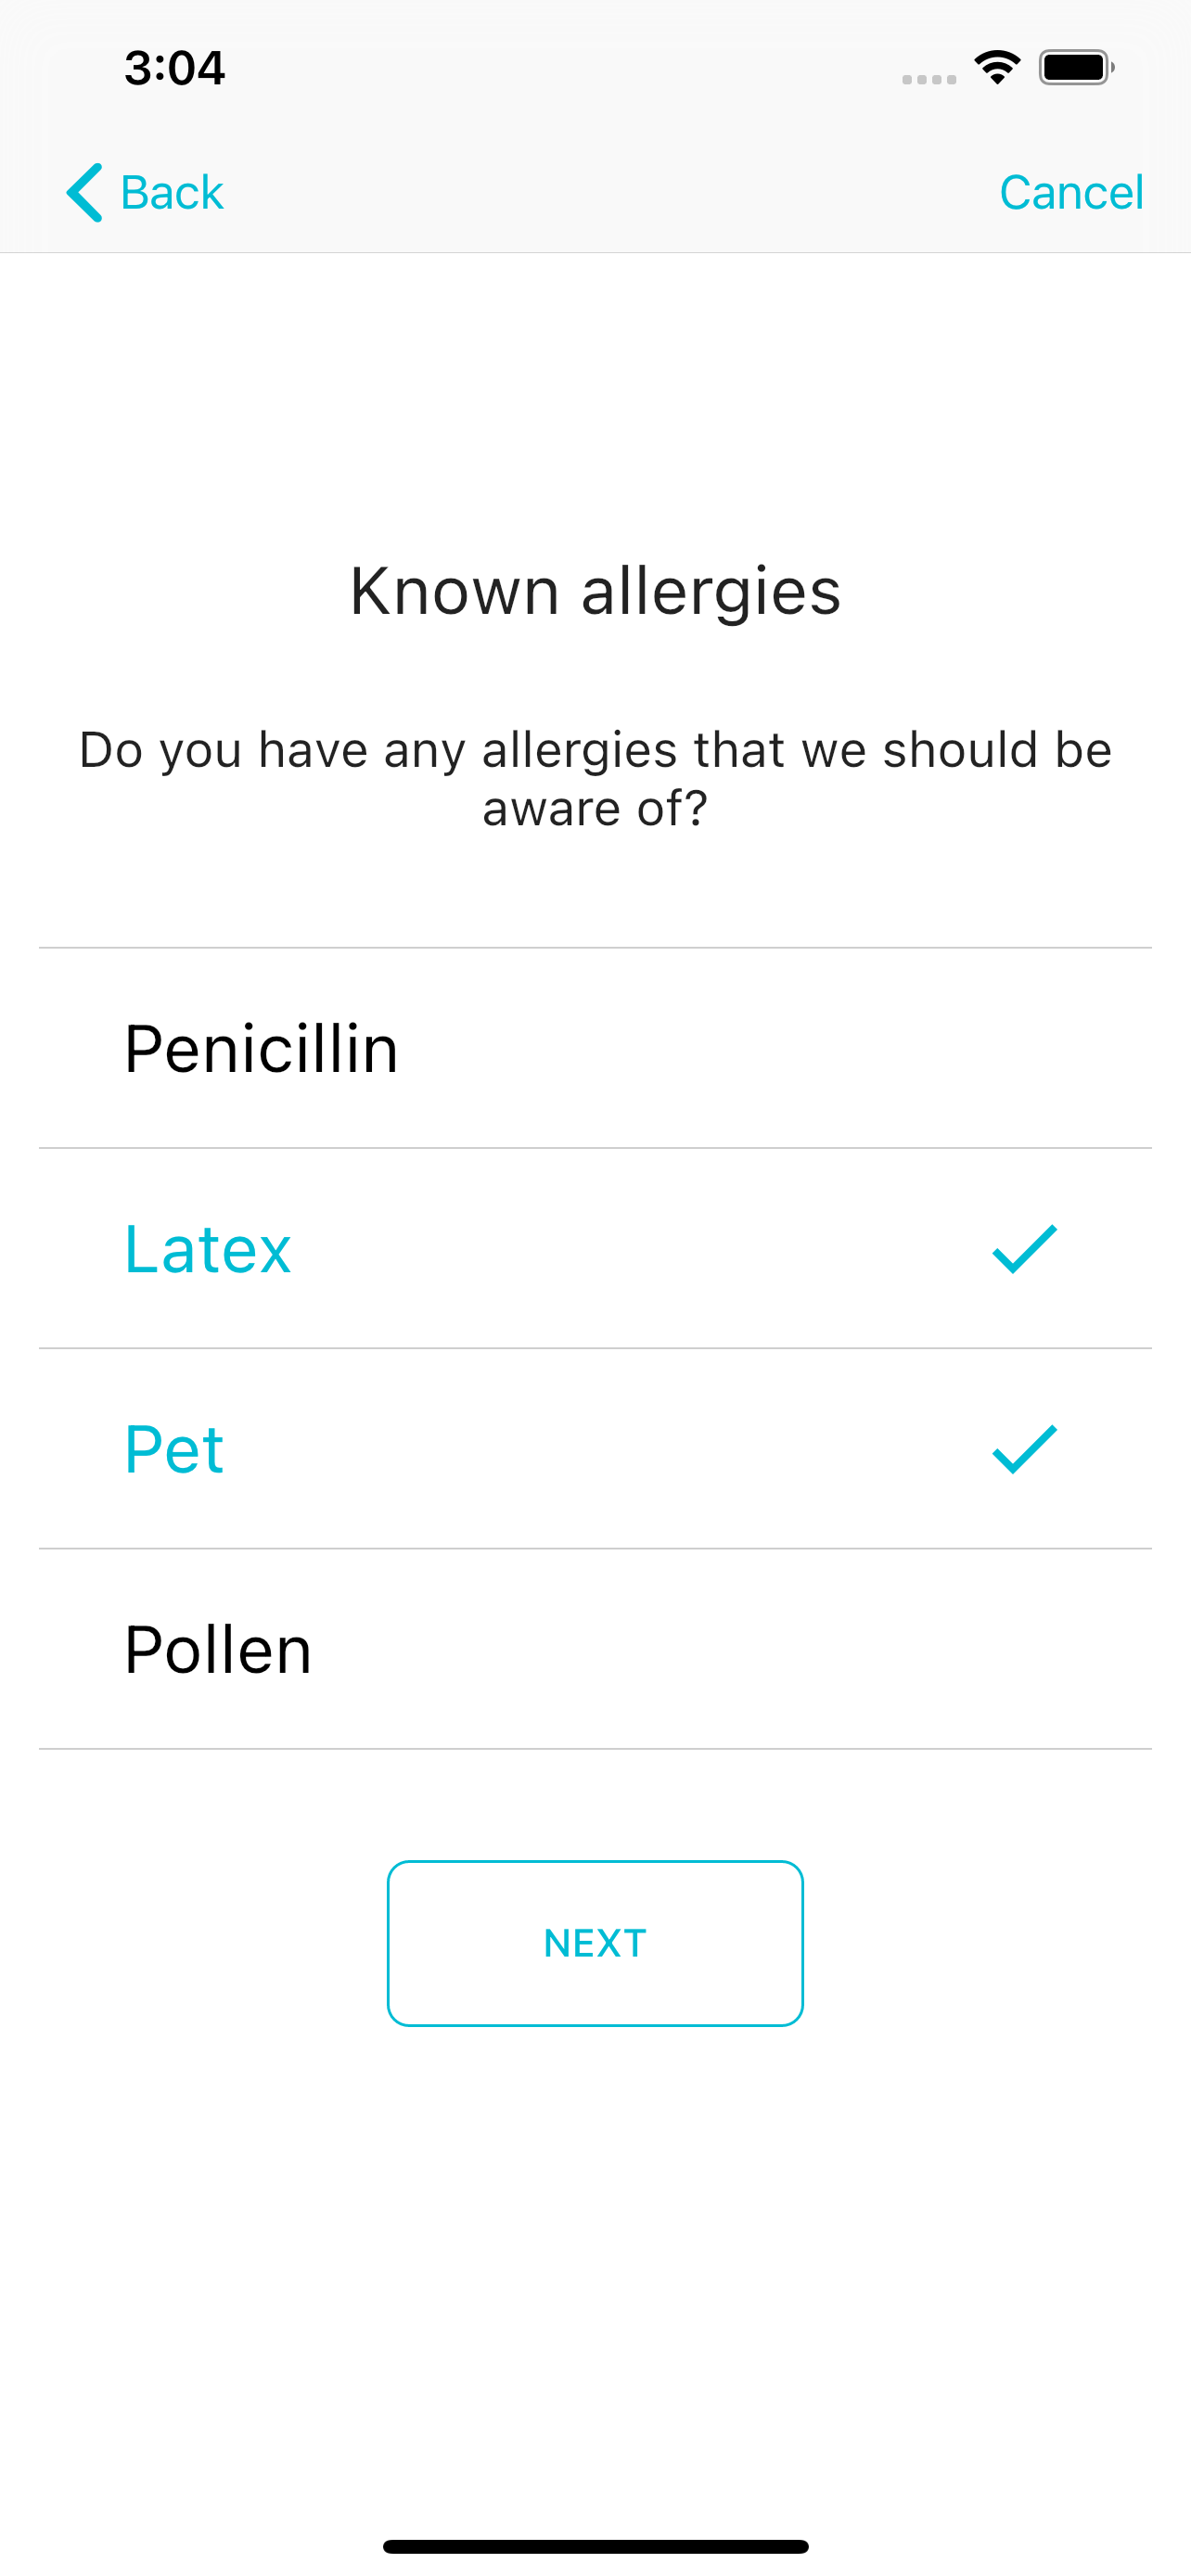 3:04
Back
Cancel
Known allergies
Do you have any allergies that we should be
aware of?
Penicillin
Latex
Pet
Pollen
NEXT